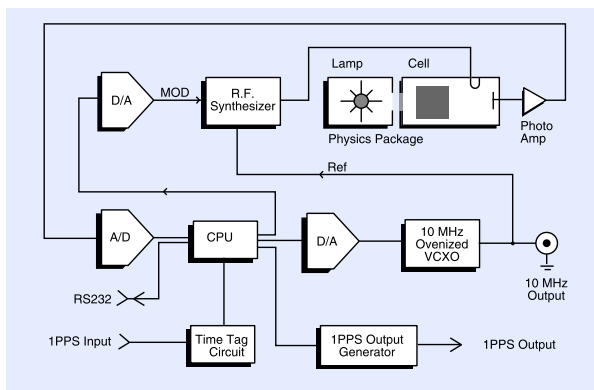 Lamp
Cell
D/A
MOD
R.F.
Synthesizer
Physics Package
Photo
Amp
Ref
A/D
CPU
D/A
10 MHz
Ovenized
VCXO
10 MHz
Output
RS232
1PPS Input
Time Tag
Circuit
1PPS Output
Generator
1PPS Output